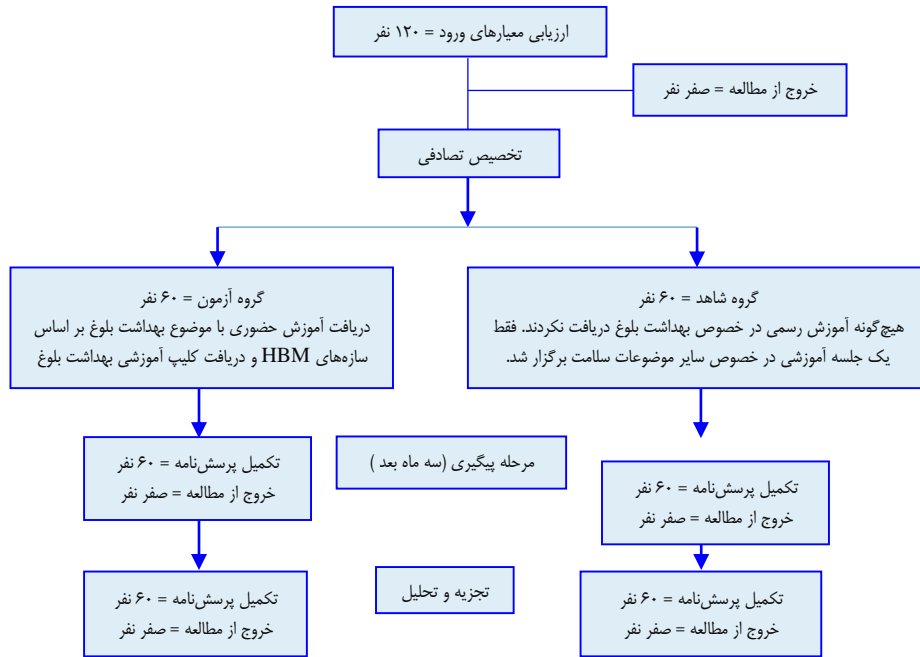 ارزیابی معیارهای ورود = ۱۲۰ نفر
خروج از مطالعه = صفر نفر
تخصیص تصادفی
گروه شاهد = ۶۰ نفر
هیچ‌گونه آموزش رسمی در خصوص بهداشت بلوغ دریافت نکردند. فقط
یک جلسه آموزشی در خصوص سایر موضوعات سلامت برگزار شد.
گروه آزمون = ۶۰ نفر
دریافت آموزش حضوری با موضوع بهداشت بلوغ بر اساس
سازه‌های HBM و دریافت کلیپ آموزشی بهداشت بلوغ
تکمیل پرسش‌نامه = ۶۰ نفر
خروج از مطالعه = صفر نفر
مرحله پیگیری (سه ماه بعد )
تکمیل پرسش‌نامه = ۶۰ نفر
خروج از مطالعه = صفر نفر
تکمیل پرسش‌نامه = ۶۰ نفر
خروج از مطالعه = صفر نفر
تجزیه و تحلیل
تکمیل پرسش‌نامه = ۶۰ نفر
خروج از مطالعه = صفر نفر